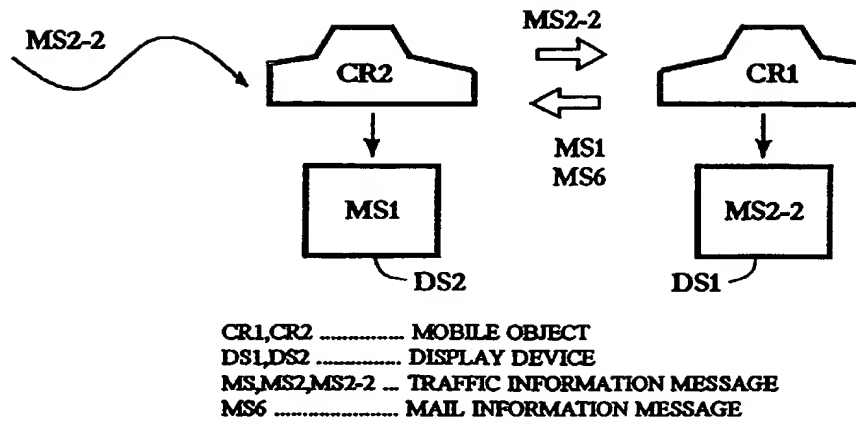 MS2-2
MS2-2
CR2
CR1
MS1
MS6
MS1
MS2-2
DS2
DS1
CR1,CR2 ................ MOBILE OBJECT
DS1,DS2 ................ DISPLAY DEVICE
MS,MS2,MS2-2 ... TRAFFIC INFORMATION MESSAGE
MS6 ....................... MAIL INFORMATION MESSAGE